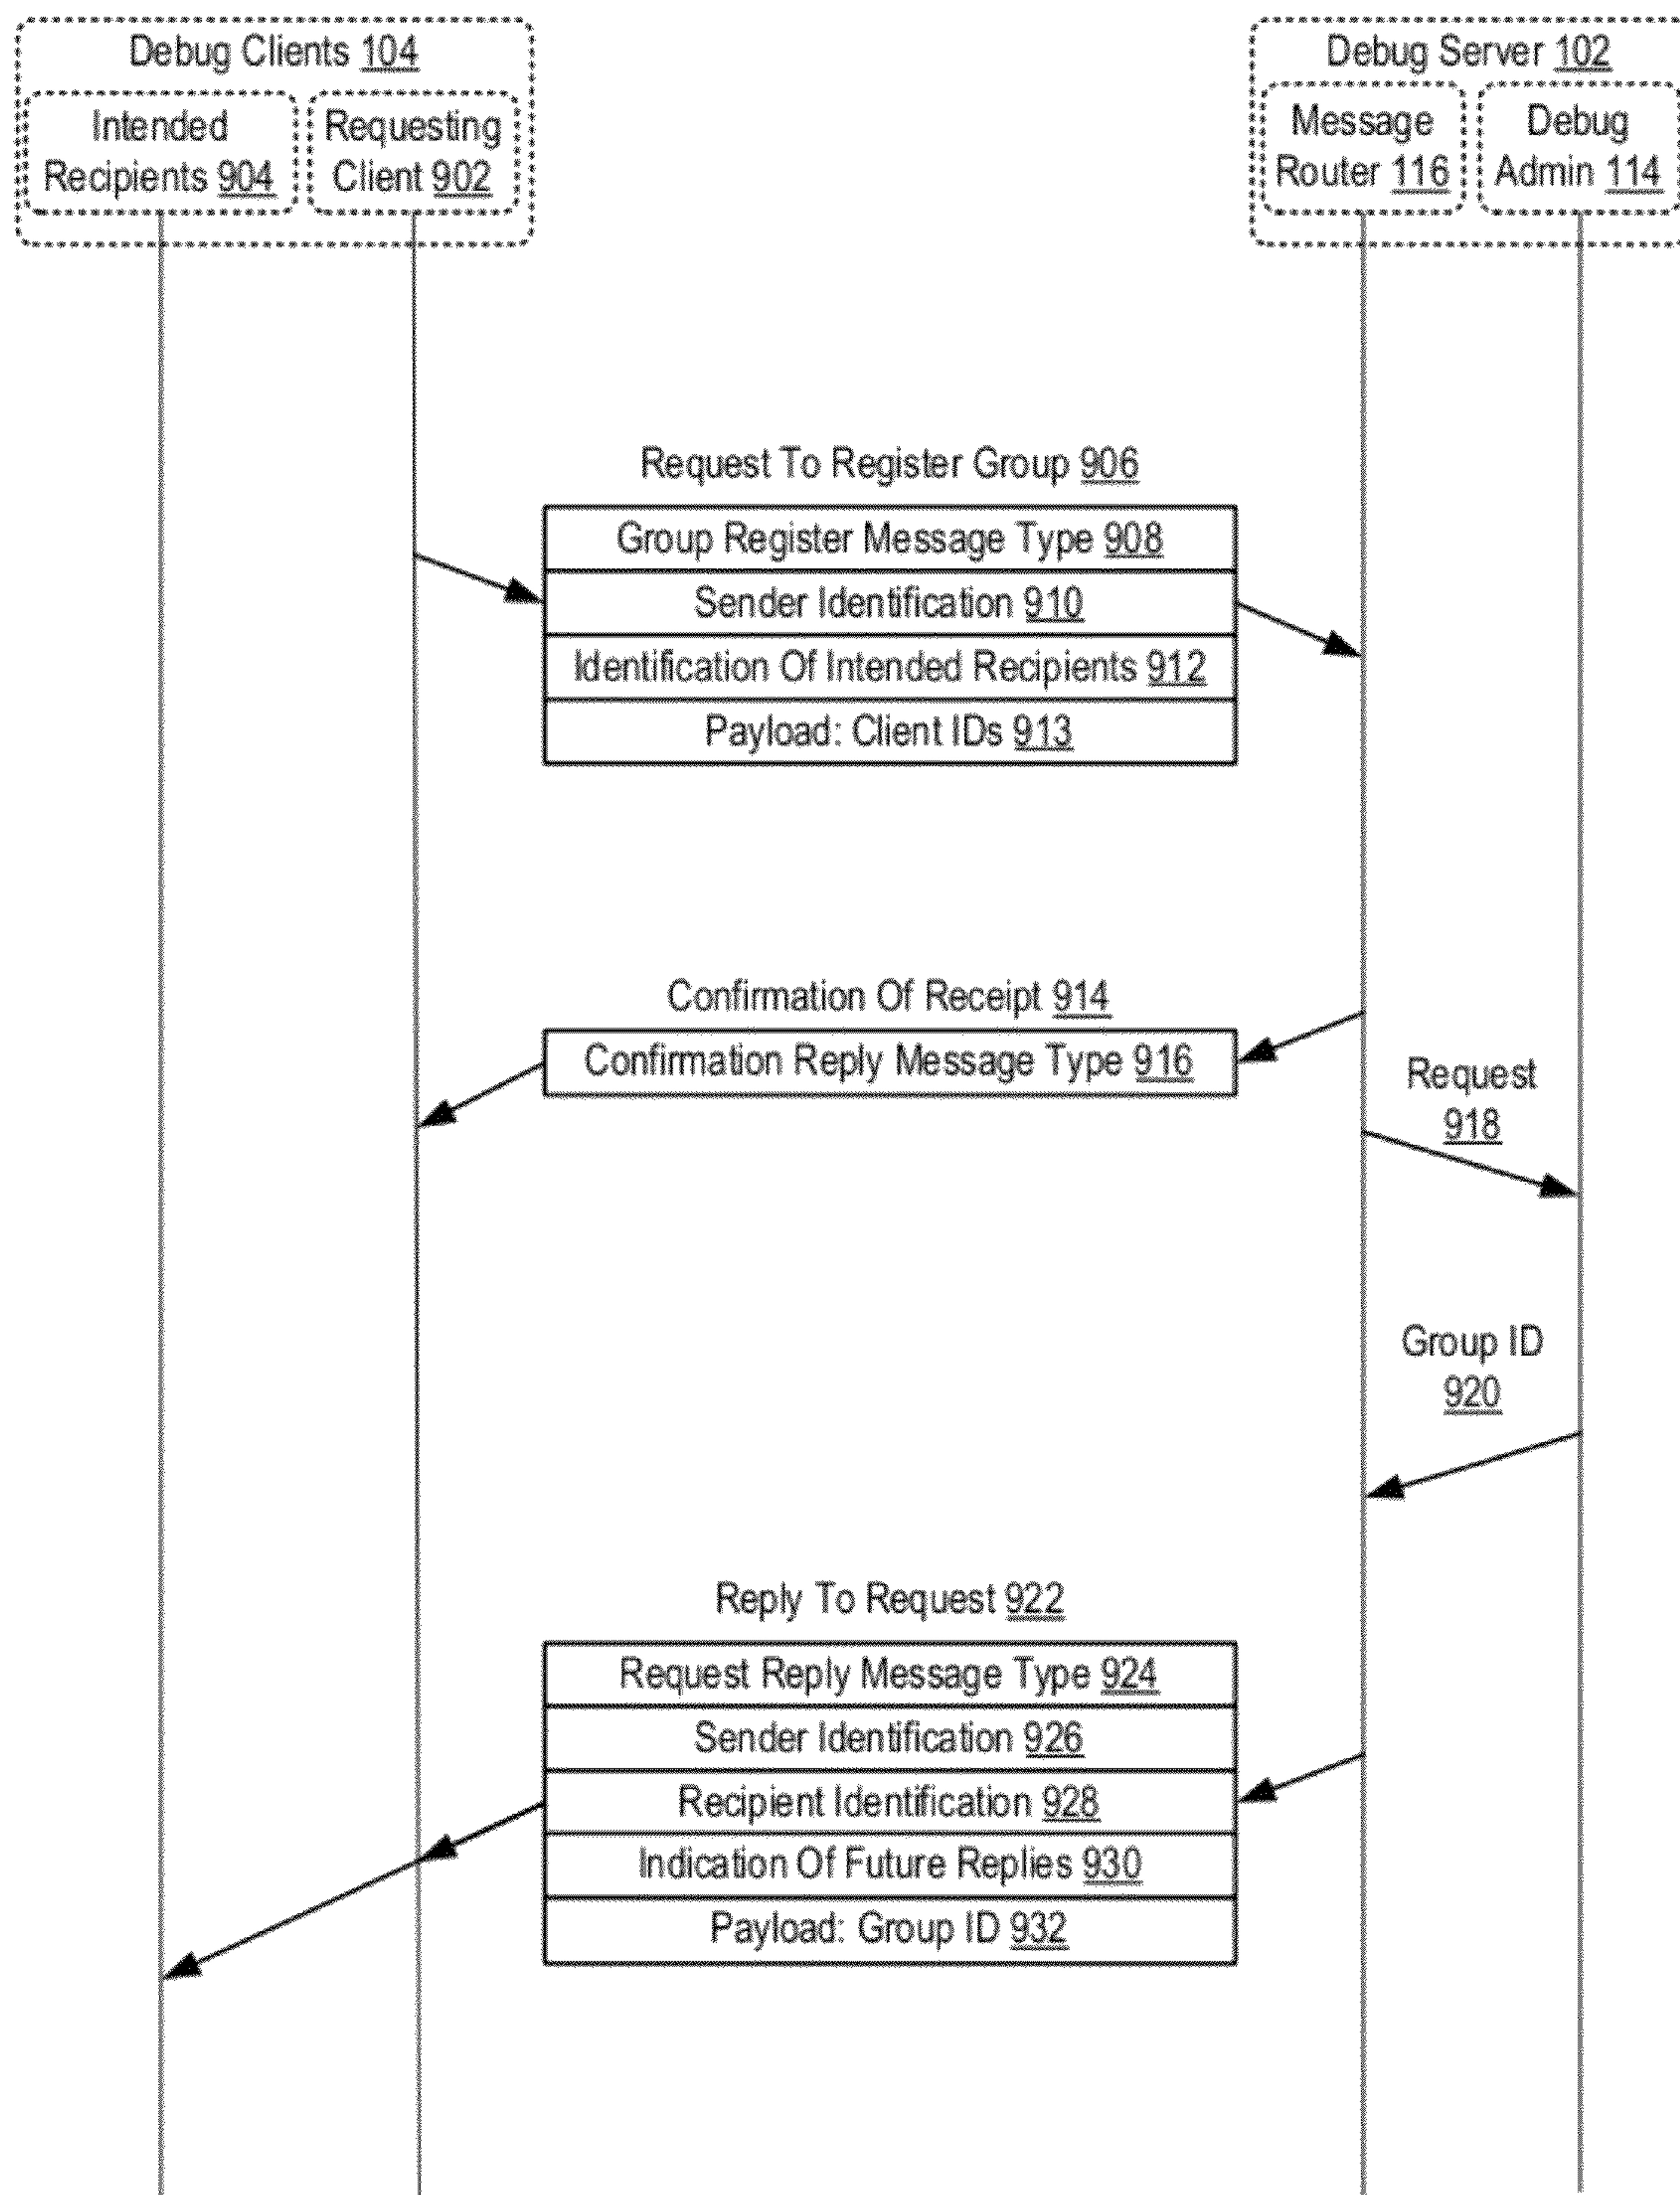 Debug Clients 104
Intended
Recipients 904
Requesting
Client 902
Debug Server 102
Message
Router 116
Debug
Admin 114
Request To Register Group 906
Group Register Message Type 908
Sender Identification 910
Identification Of Intended Recipients 912
Payload: Client IDs 913
Confirmation Of Receipt 914
Confirmation Reply Message Type 916
Request
918
Group ID
920
Reply To Request 922
Request Reply Message Type 924
Sender Identification 926
Recipient Identification 928
Indication Of Future Replies 930
Payload: Group ID 932